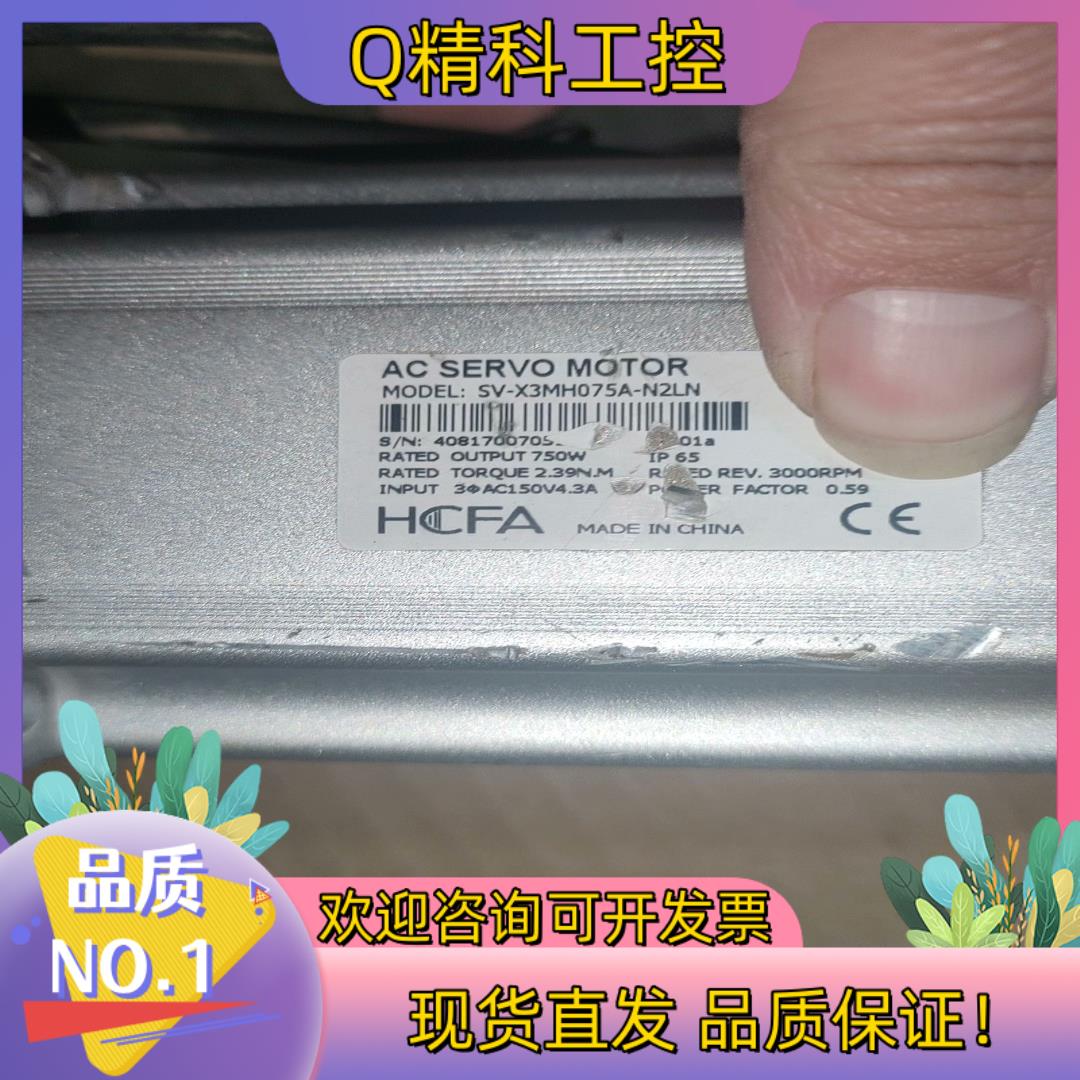 Q精科工控
AC SERVO MOTOR
MODEL: SV-X3MH075A-N2LN
S/N: 4081700705 01a
RATED OUTPUT 750W IP 65
RATED TORQUE 2.39N.M REV. 3000RPM
INPUT 3ΦAC150V4.3A FACTOR 0.59
HCFA MADE IN CHINA CE
品质
NO.1
欢迎咨询可开发票
现货直发 品质保证!